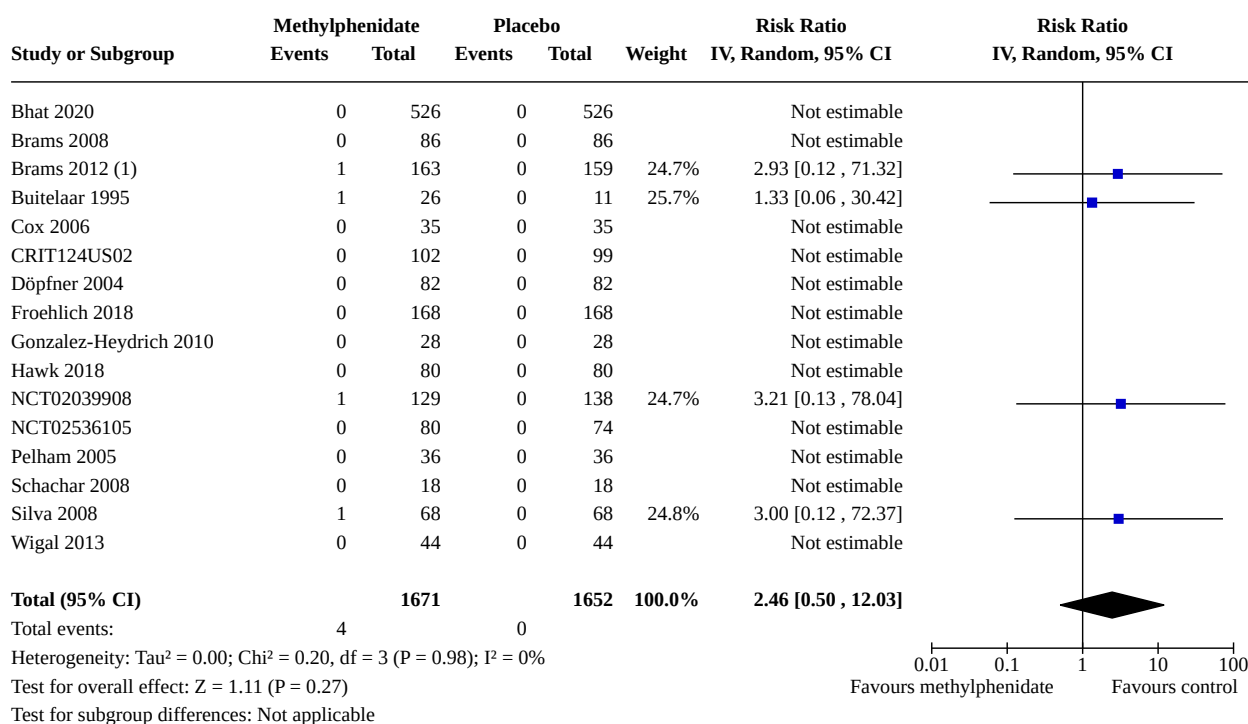 Methylphenidate Placebo Risk Ratio Risk Ratio
Study or Subgroup Events Total Events Total Weight IV, Random, 95% CI IV, Random, 95% CI
Bhat 2020 0 526 0 526 Not estimable
Brams 2008 0 86 0 86 Not estimable
Brams 2012 (1) 1 163 0 159 24.7% 2.93 [0.12 , 71.32]
Buitelaar 1995 1 26 0 11 25.7% 1.33 [0.06 , 30.42]
Cox 2006 0 35 0 35 Not estimable
CRIT124US02 0 102 0 99 Not estimable
Döpfner 2004 0 82 0 82 Not estimable
Froehlich 2018 0 168 0 168 Not estimable
Gonzalez-Heydrich 2010 0 28 0 28 Not estimable
Hawk 2018 0 80 0 80 Not estimable
NCT02039908 1 129 0 138 24.7% 3.21 [0.13 , 78.04]
NCT02536105 0 80 0 74 Not estimable
Pelham 2005 0 36 0 36 Not estimable
Schachar 2008 0 18 0 18 Not estimable
Silva 2008 1 68 0 68 24.8% 3.00 [0.12 , 72.37]
Wigal 2013 0 44 0 44 Not estimable
Total (95% CI) 1671 1652 100.0% 2.46 [0.50 , 12.03]
Total events: 4 0
Heterogeneity: Tau² = 0.00; Chi² = 0.20, df = 3 (P = 0.98); I² = 0%
0.01 0.1 1 10 100
Test for overall effect: Z = 1.11 (P = 0.27)
Favours methylphenidate Favours control
Test for subgroup differences: Not applicable